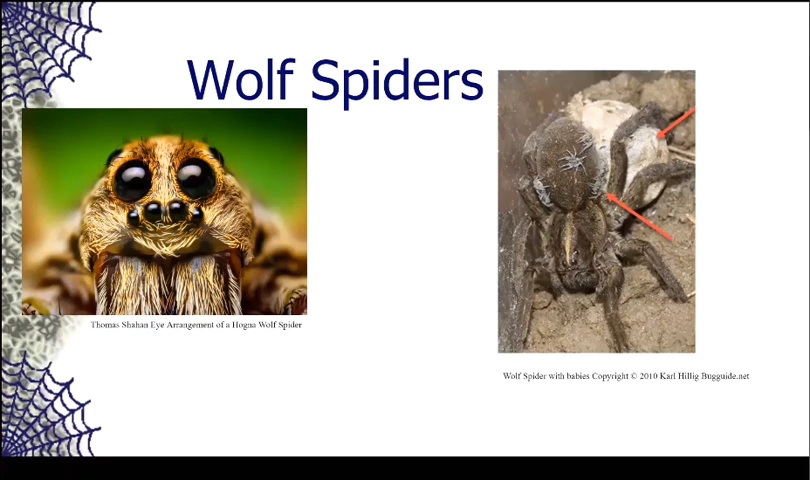 Wolf Spiders
Thomas Shahan Eye Arrangement of a Hogna Wolf Spider
Wolf Spider with babies Copyright © 2010 Karl Hillig Bugguide.net